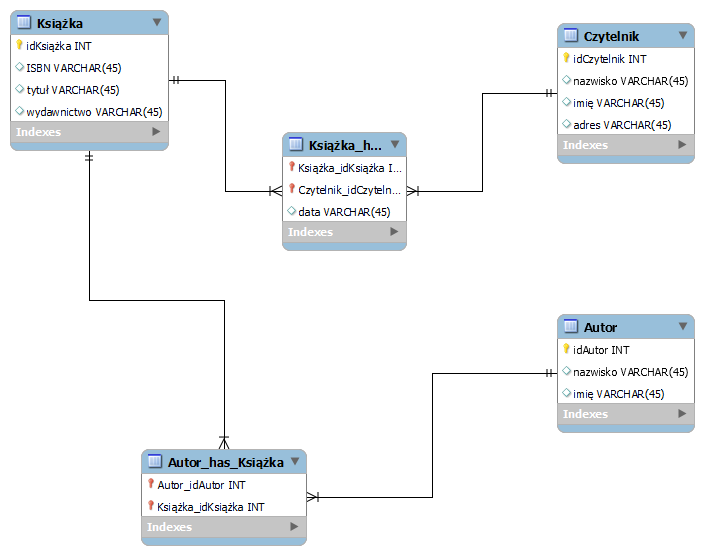 Książka
idKsiążka INT
ISBN VARCHAR(45)
tytuł VARCHAR(45)
wydawnictwo VARCHAR(45)
Indexes
Czytelnik
idCzytelnik INT
nazwisko VARCHAR(45)
imię VARCHAR(45)
adres VARCHAR(45)
Indexes
Książka_h...
Książka_idKsiążka I...
Czytelnik_idCzyteln...
data VARCHAR(45)
Indexes
Autor
idAutor INT
nazwisko VARCHAR(45)
imię VARCHAR(45)
Indexes
Autor_has_Książka
Autor_idAutor INT
Książka_idKsiążka INT
Indexes